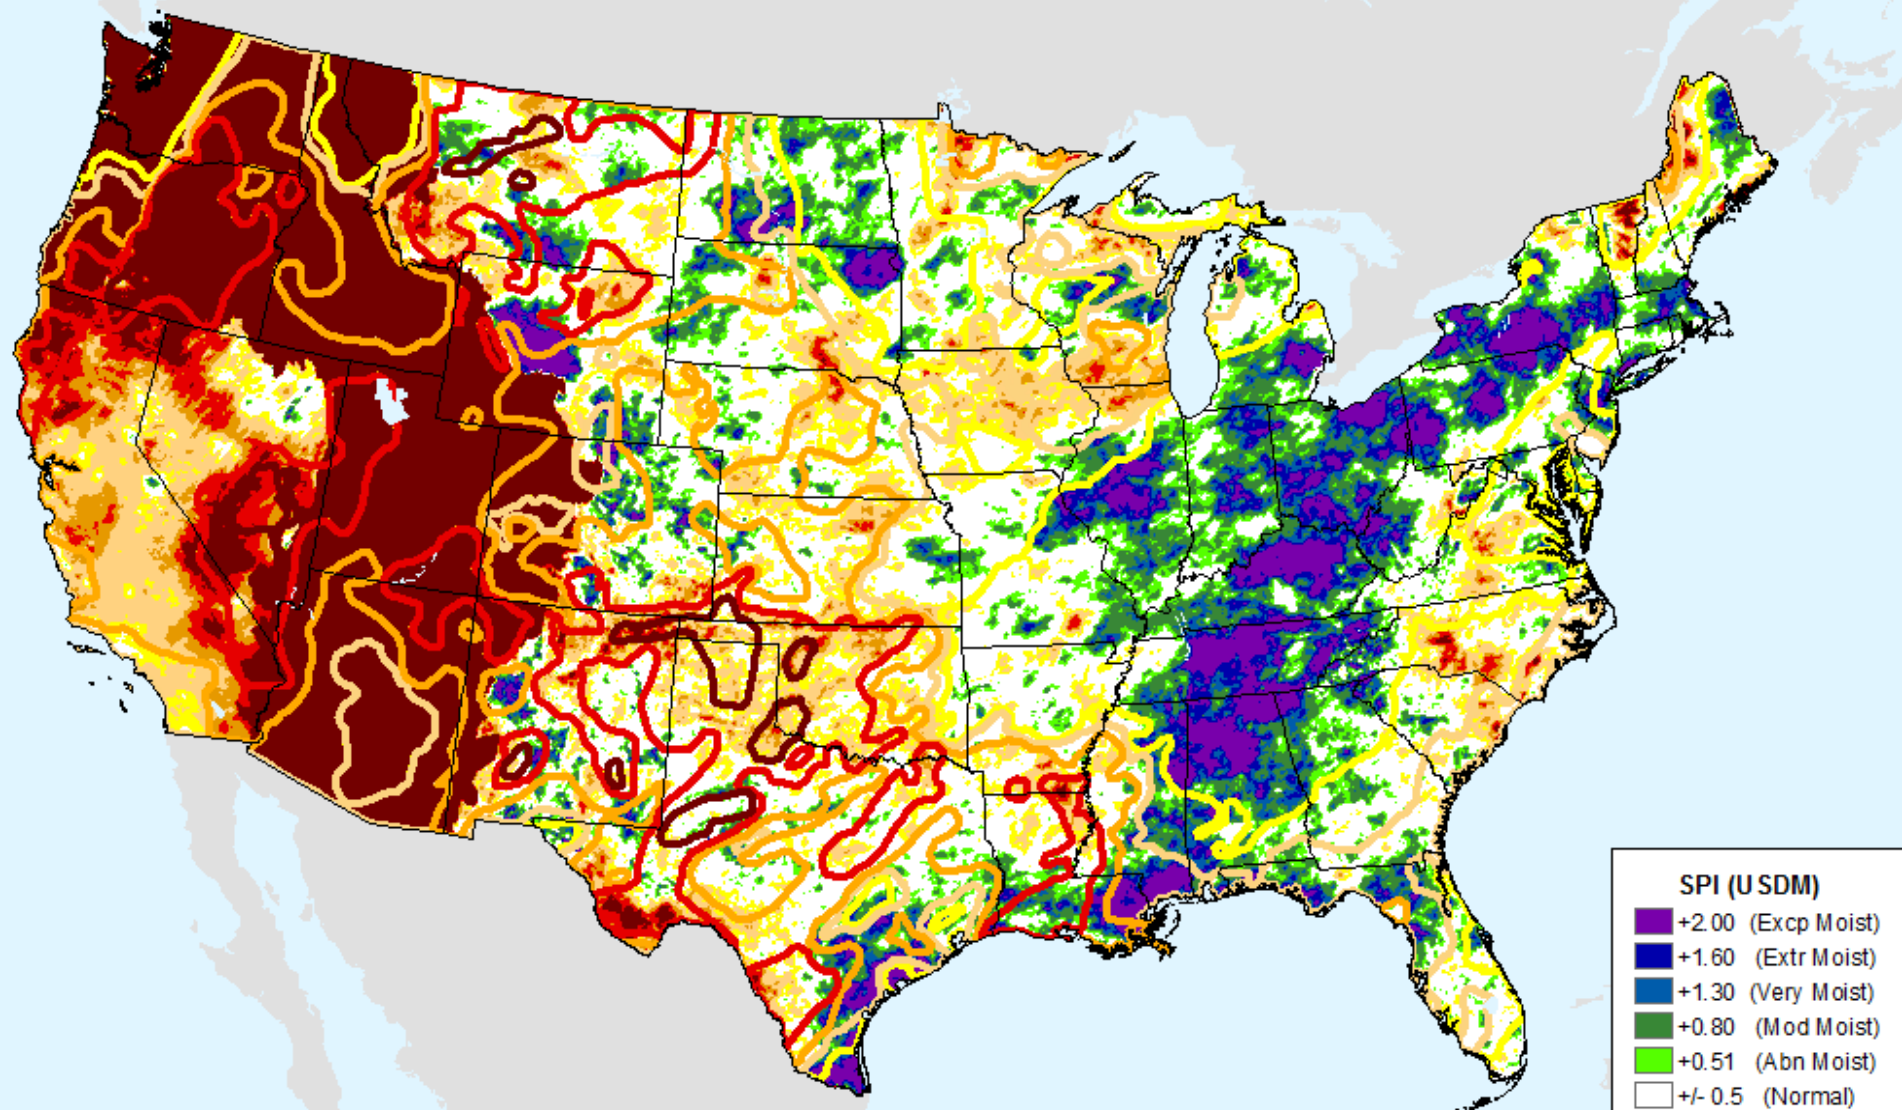 SPI (USDM)
+2.00 (Excp Moist)
+1.60 (Extr Moist)
+1.30 (Very Moist)
+0.80 (Mod Moist)
+0.51 (Abn Moist)
+/- 0.5 (Normal)